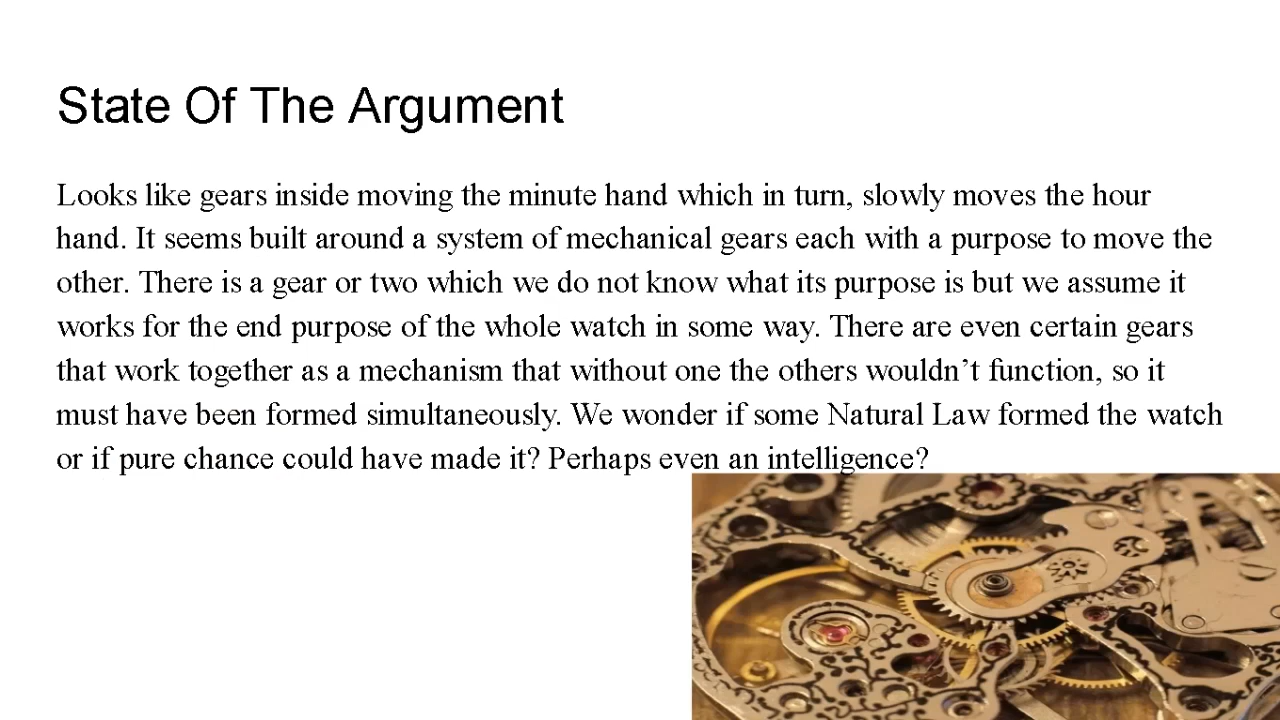 State Of The Argument
Looks like gears inside moving the minute hand which in turn, slowly moves the hour
hand. It seems built around a system of mechanical gears each with a purpose to move the
other. There is a gear or two which we do not know what its purpose is but we assume it
works for the end purpose of the whole watch in some way. There are even certain gears
that work together as a mechanism that without one the others wouldn’t function, so it
must have been formed simultaneously. We wonder if some Natural Law formed the watch
or if pure chance could have made it? Perhaps even an intelligence?